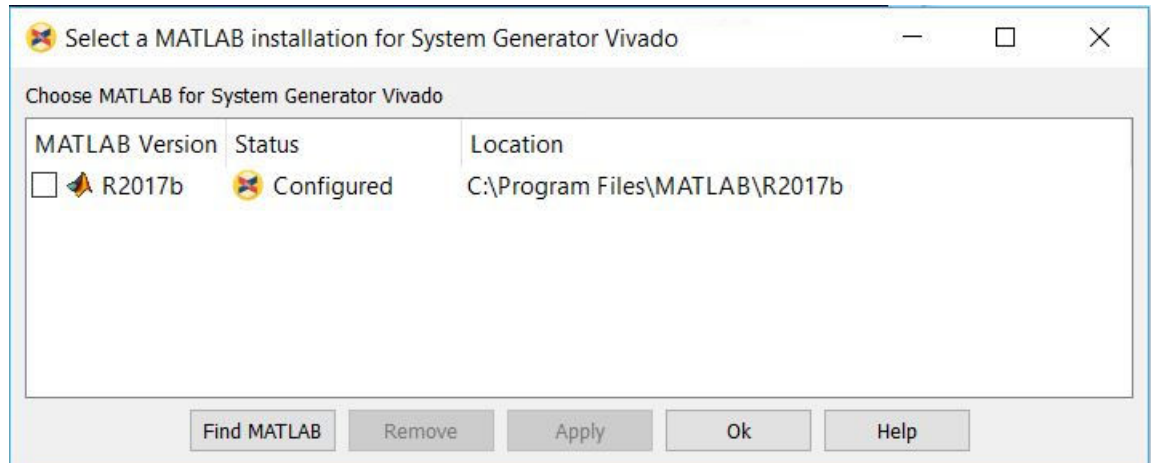 Select a MATLAB installation for System Generator Vivado
Choose MATLAB for System Generator Vivado
MATLAB Version Status Location
R2017b Configured C:\Program Files\MATLAB\R2017b
Find MATLAB Remove Apply Ok Help